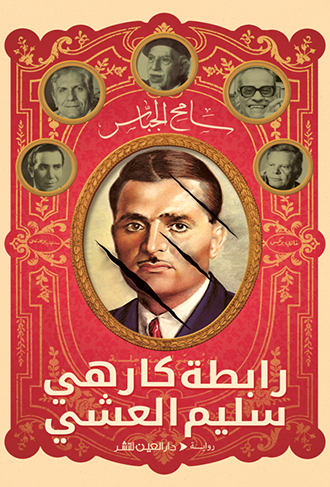 سامح الجباس
رابطة كارهي
سليم العشي
رواية
دار العين للنشر